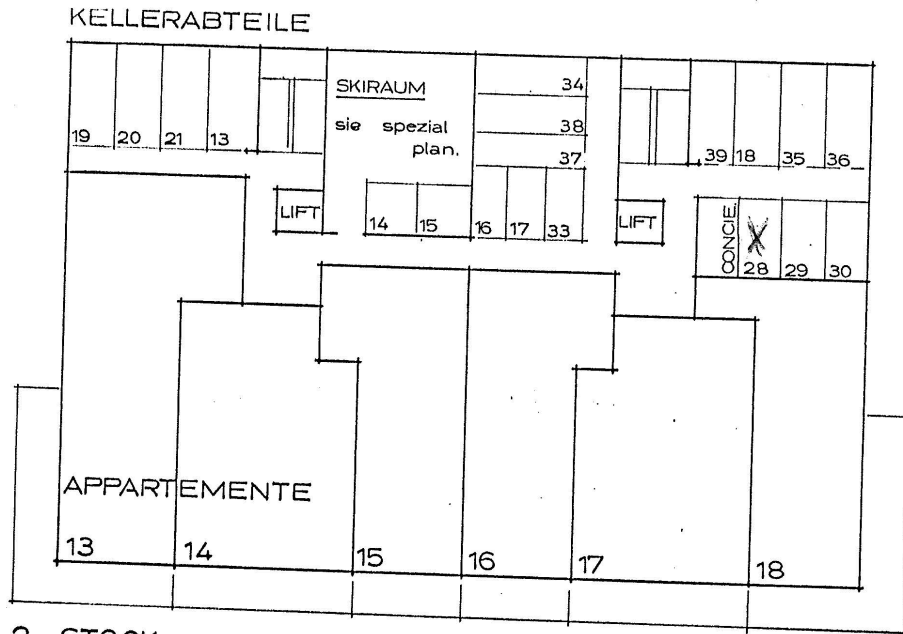 KELLERABTEILE
SKIRAUM
sie spezial
plan.
34
38
37
19 20 21 13
39 18 35 36
LIFT
14 15
16 17 33
LIFT
CONCIE.
X
28 29 30
APPARTEMENTE
13 14 15 16 17 18